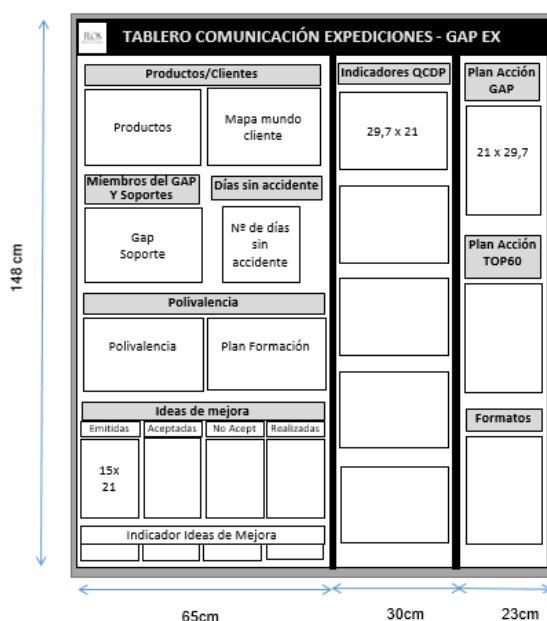 FLOS
TABLERO COMUNICACIÓN EXPEDICIONES - GAP EX
Productos/Clientes
Productos
Mapa mundo
cliente
Miembros del GAP
Y Soportes
Días sin accidente
Gap
Soporte
Nº de días
sin
accidente
Polivalencia
Polivalencia
Plan Formación
Ideas de mejora
Emitidas
Aceptadas
No Acept
Realizadas
15x
21
Indicador Ideas de Mejora
Indicadores QCDP
29,7 x 21
Plan Acción
GAP
21 x 29,7
Plan Acción
TOP60
Formatos
148 cm
65cm
30cm
23cm